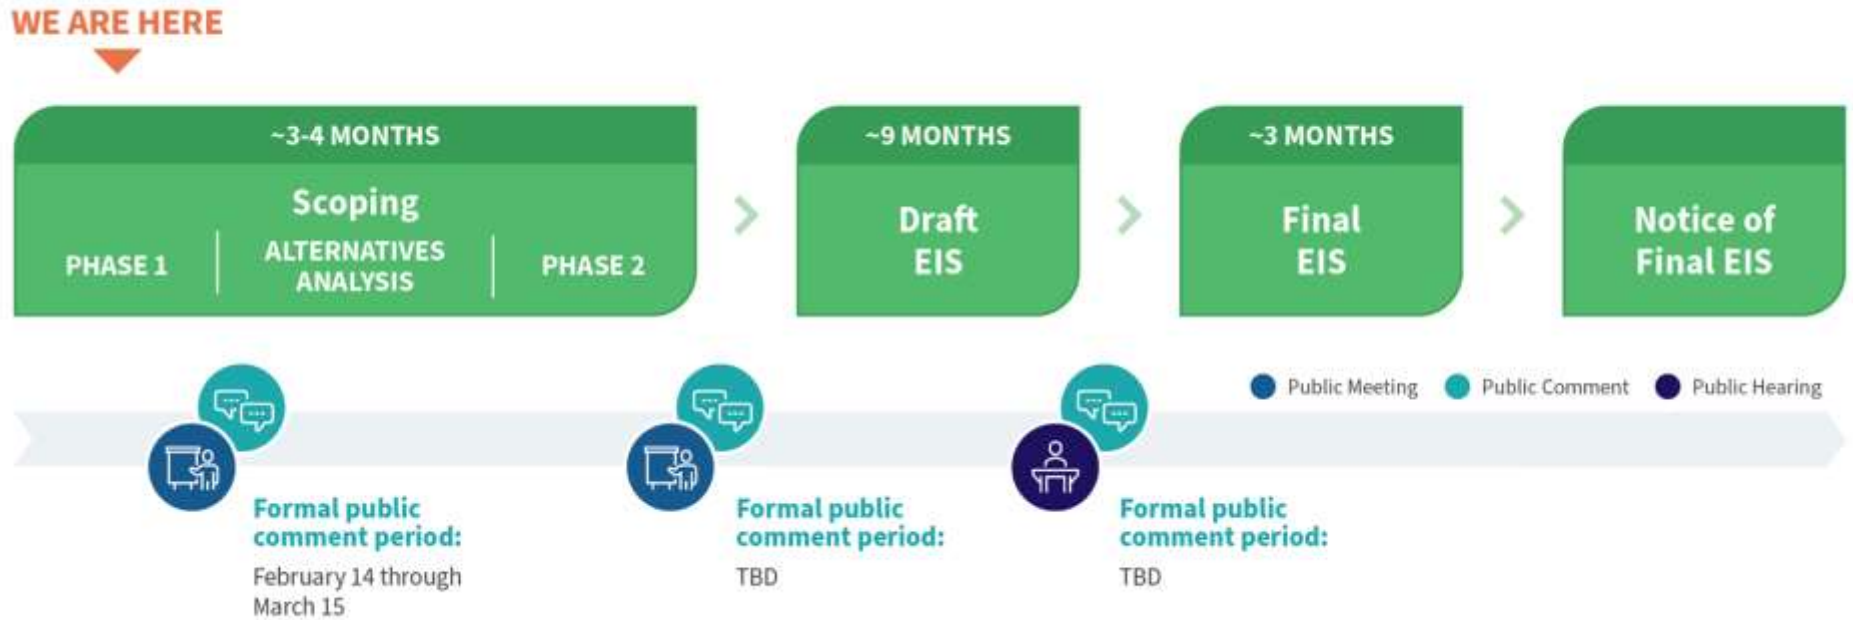 WE ARE HERE
~3-4 MONTHS
Scoping
PHASE 1
ALTERNATIVES
ANALYSIS
PHASE 2
~9 MONTHS
Draft
EIS
~3 MONTHS
Final
EIS
Notice of
Final EIS
Public Meeting
Public Comment
Public Hearing
Formal public
comment period:
February 14 through
March 15
Formal public
comment period:
TBD
Formal public
comment period:
TBD